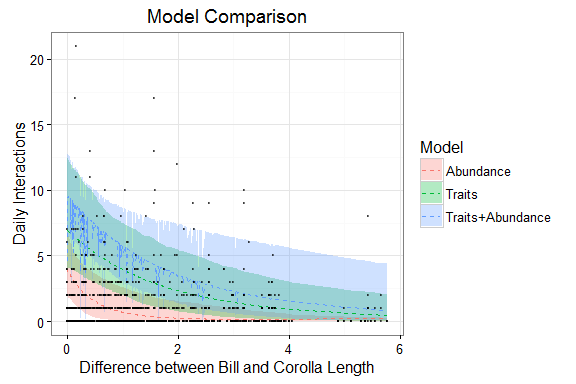 Model Comparison
Daily Interactions
20
15
10
5
0
0 2 4 6
Difference between Bill and Corolla Length
Model
Abundance
Traits
Traits+Abundance